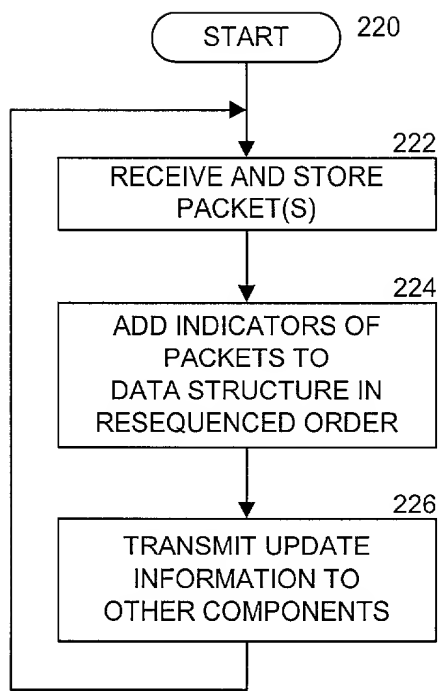 START
220
222
RECEIVE AND STORE
PACKET(S)
224
ADD INDICATORS OF
PACKETS TO
DATA STRUCTURE IN
RESEQUENCED ORDER
226
TRANSMIT UPDATE
INFORMATION TO
OTHER COMPONENTS